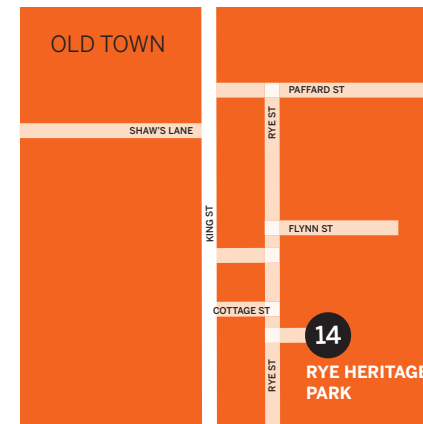 OLD TOWN
PAFFARD ST
RYE ST
SHAW'S LANE
KING ST
FLYNN ST
COTTAGE ST
14
RYE ST
RYE HERITAGE
PARK